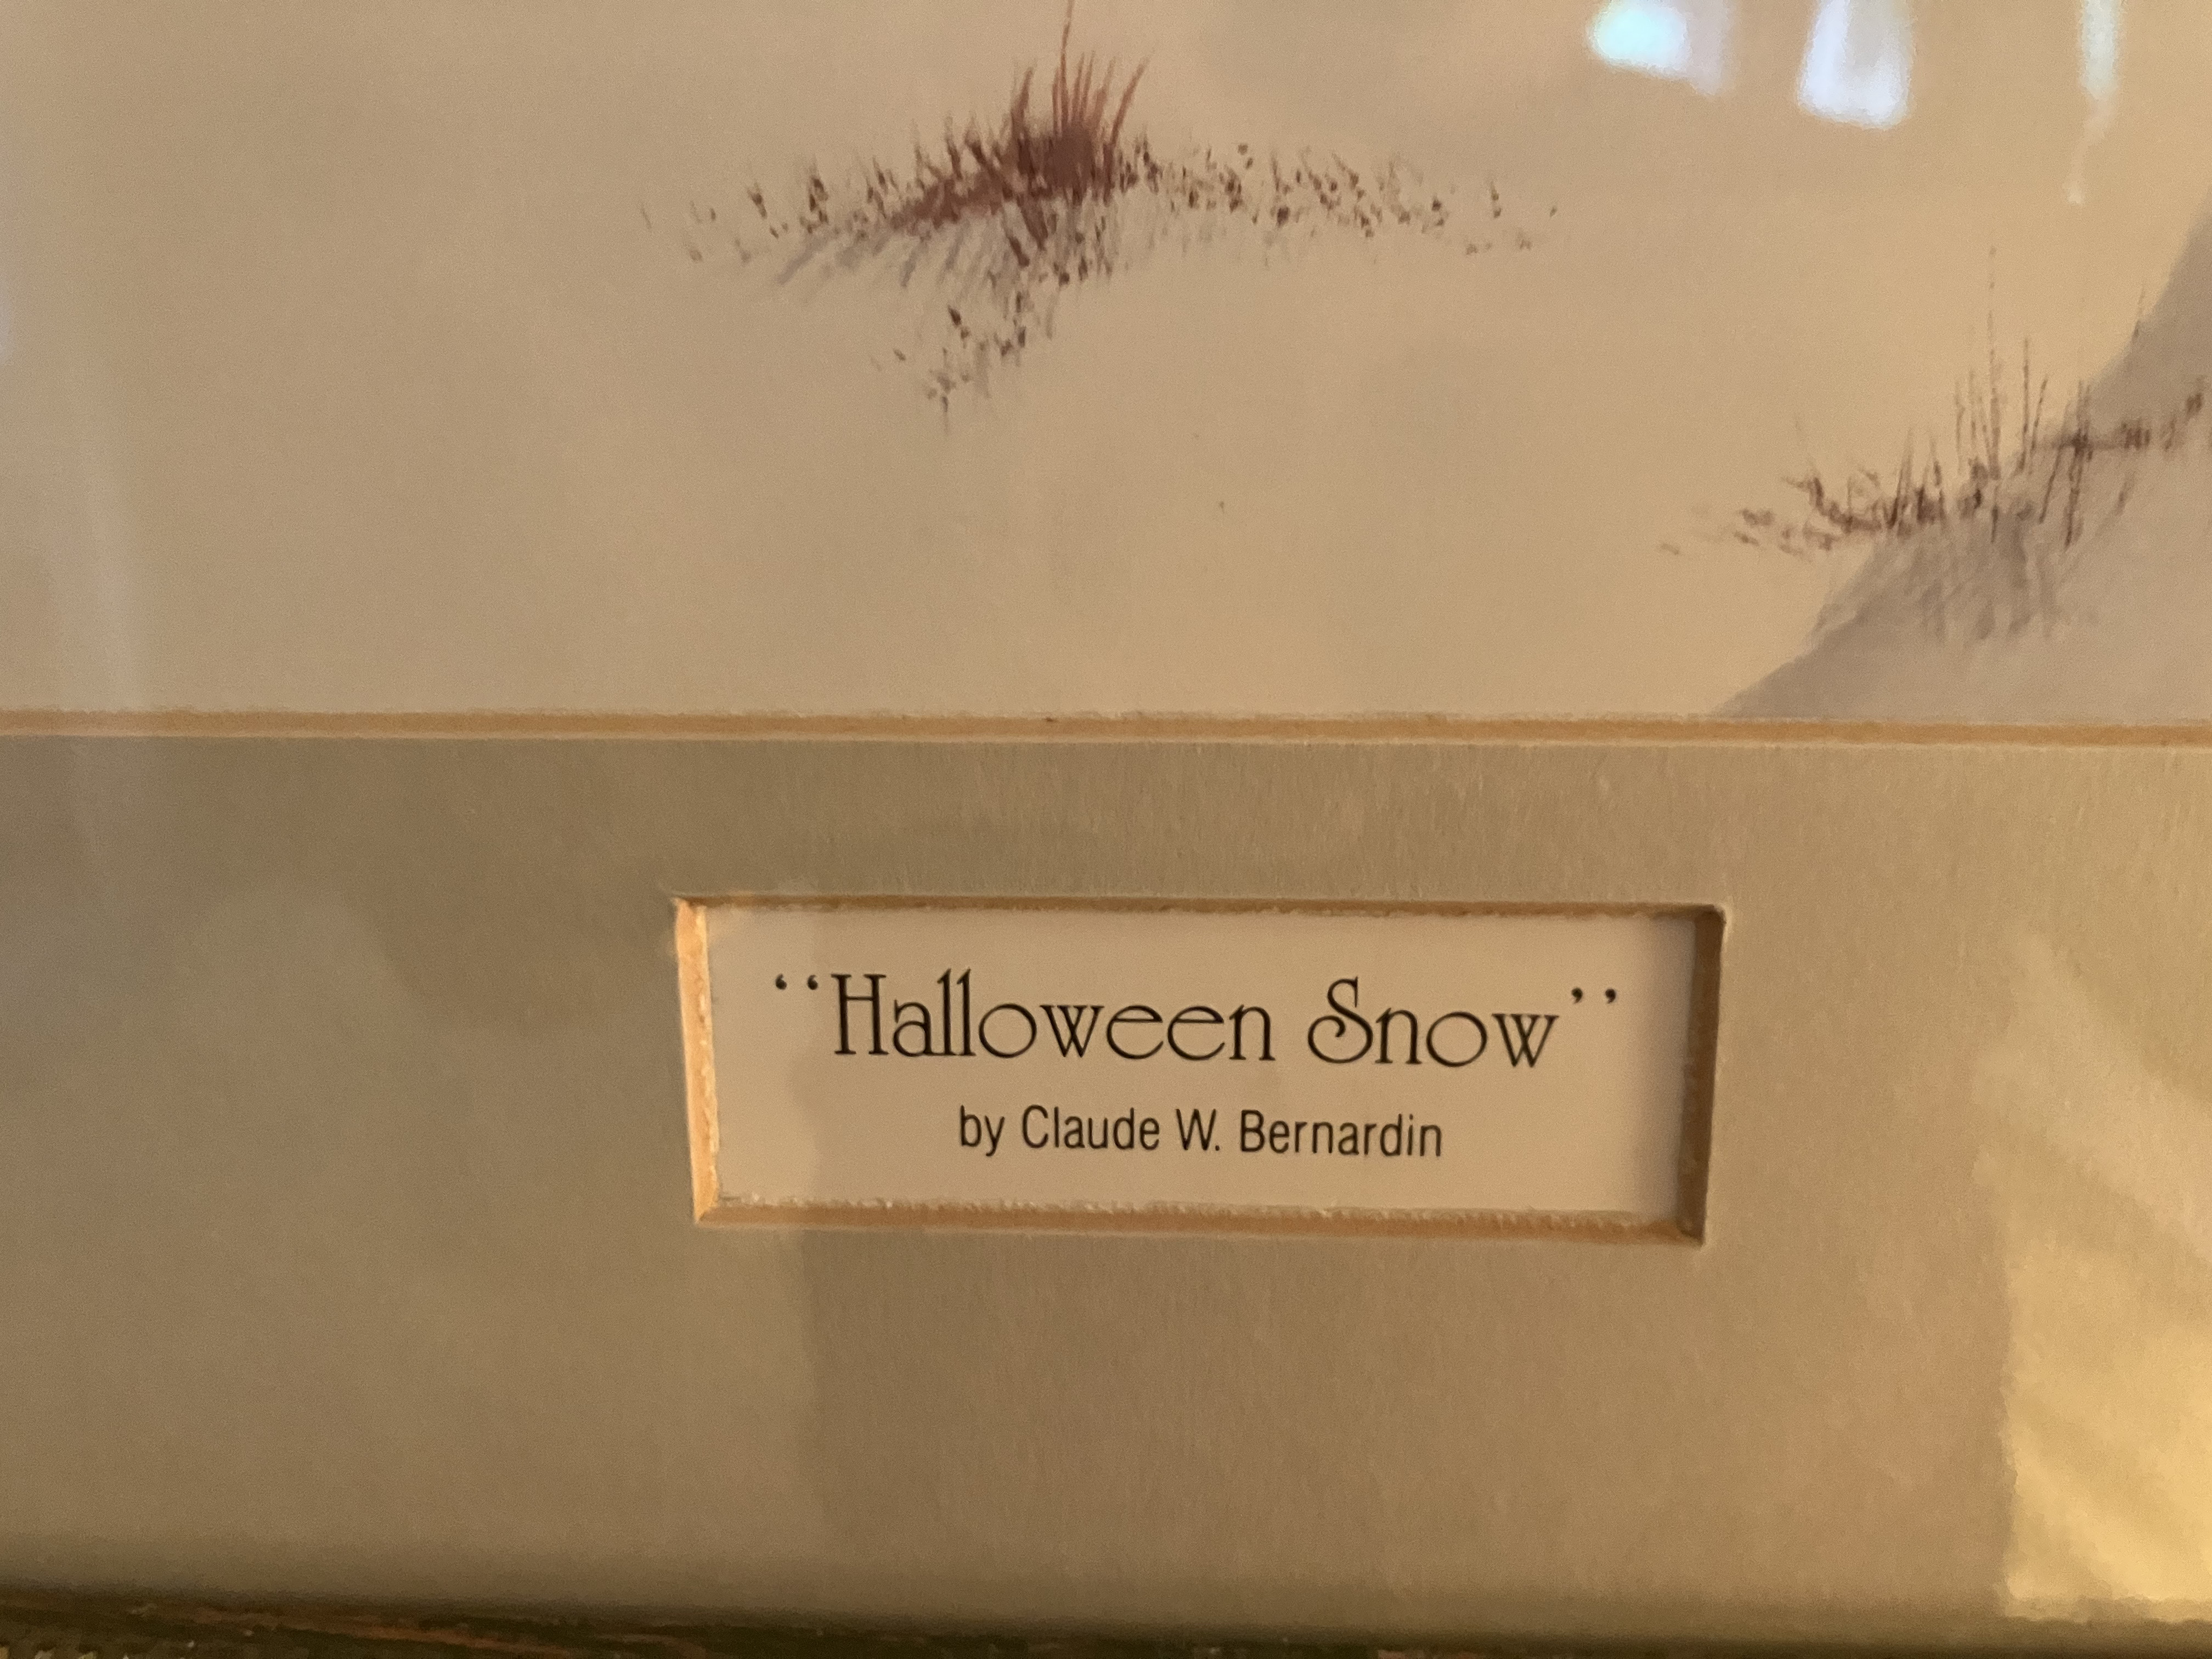 ‘‘Halloween Snow’’
by Claude W. Bernardin